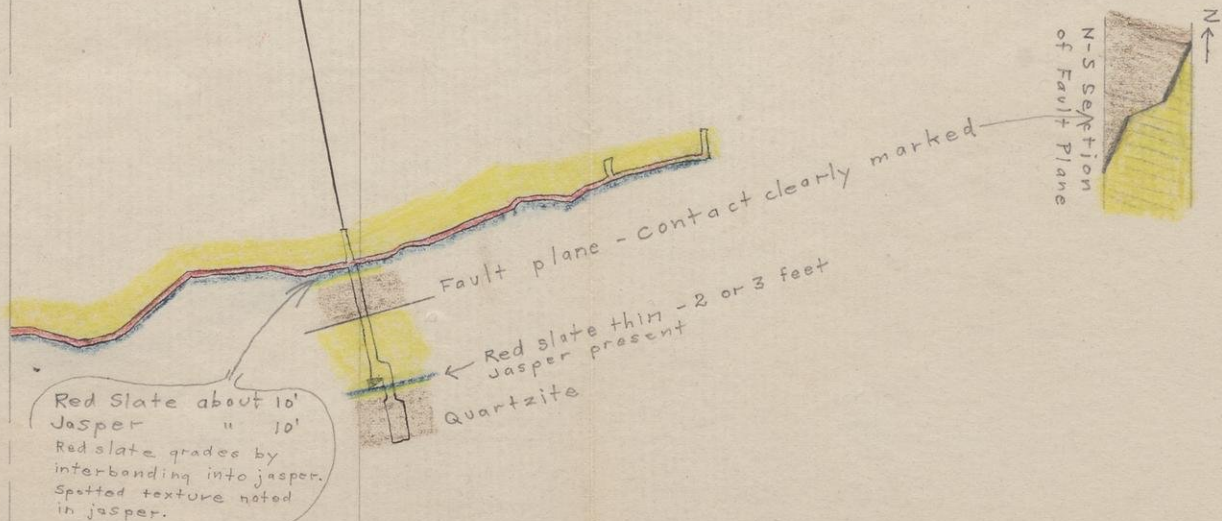 N
N-S Section
of Fault Plane
Fault plane - contact clearly marked
Red slate thin - 2 or 3 feet
Jasper present
Quartzite
Red Slate about 10'
Jasper " 10'
Red slate grades by
interbanding into jasper.
Spotted texture noted
in jasper.